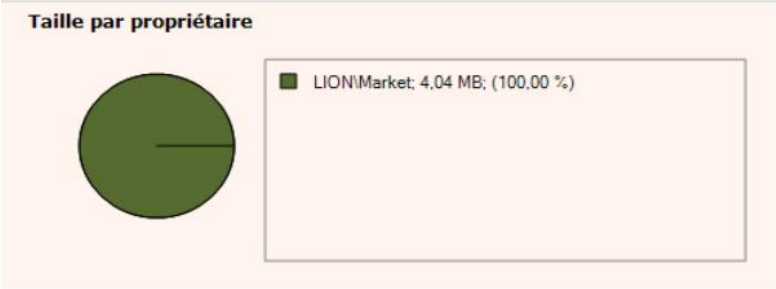 Taille par propriétaire
LION\Market; 4,04 MB; (100,00 %)